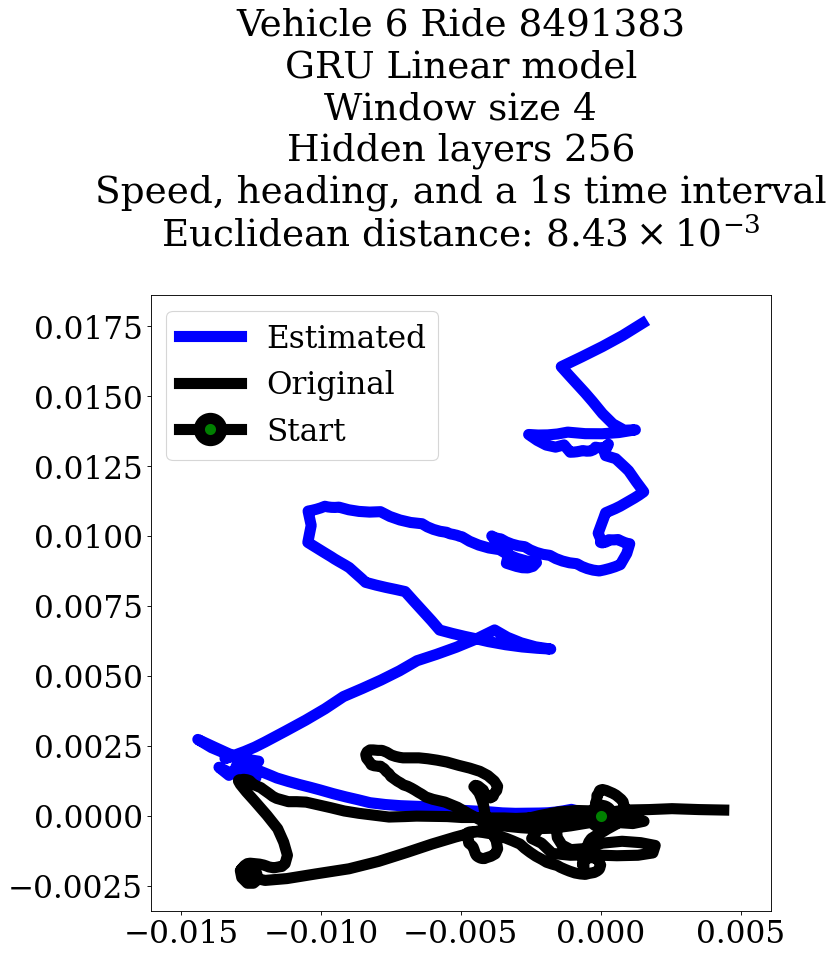 Vehicle 6 Ride 8491383
GRU Linear model
Window size 4
Hidden layers 256
Speed, heading, and a 1s time interval
Euclidean distance: 8.43 × 10⁻³
Estimated
Original
Start
0.0175
0.0150
0.0125
0.0100
0.0075
0.0050
0.0025
0.0000
−0.0025
−0.015 −0.010 −0.005 0.000 0.005